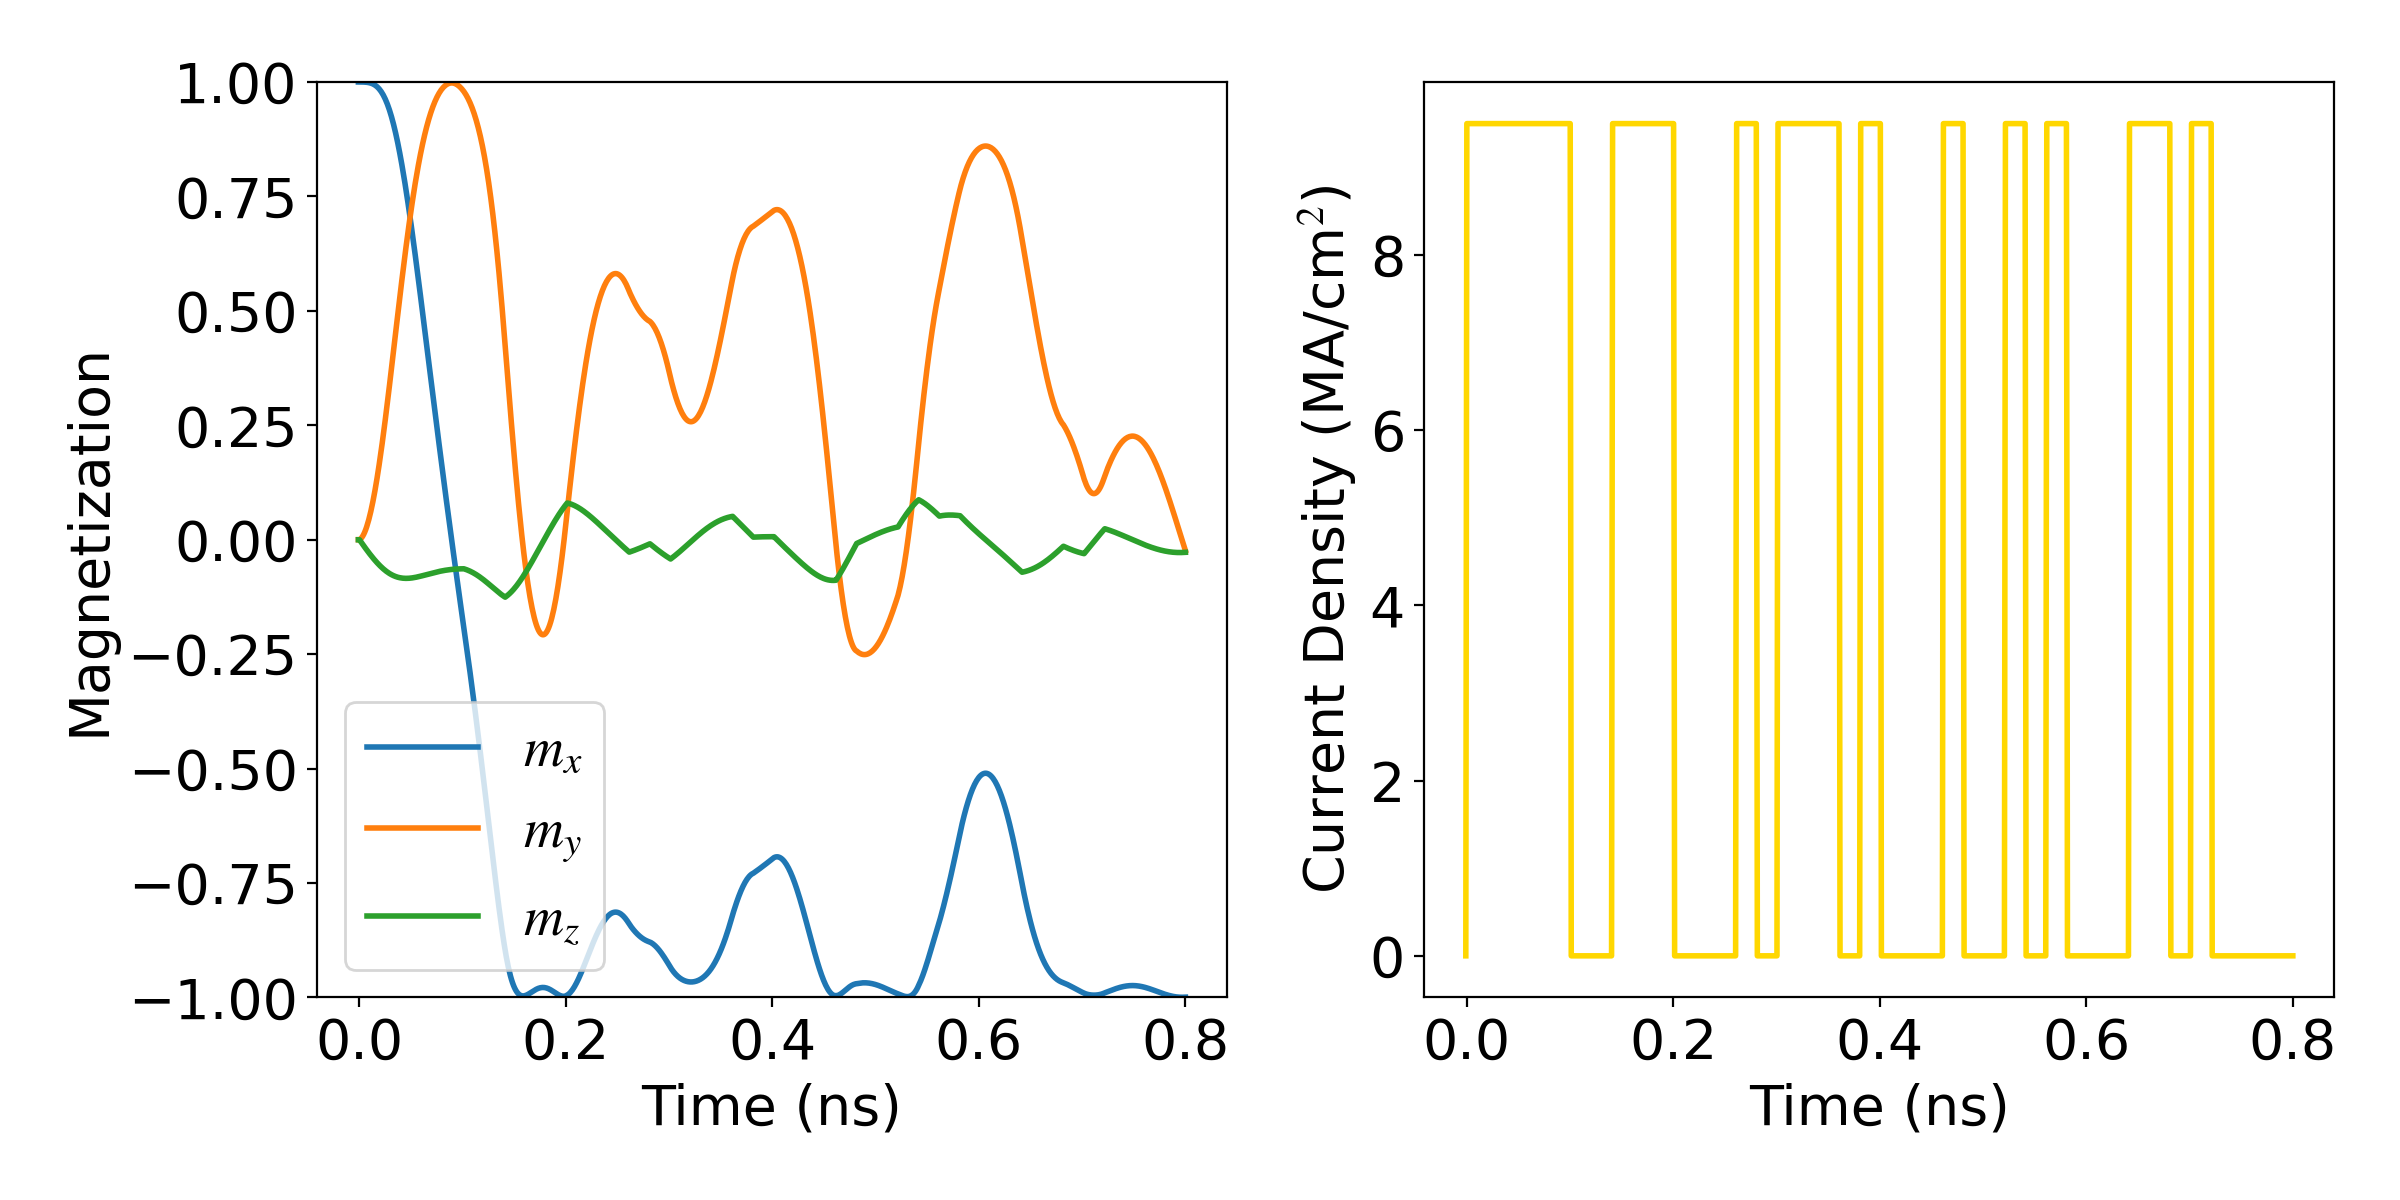 1.00
0.75
0.50
0.25
0.00
−0.25
−0.50
−0.75
−1.00
Magnetization
m_x
m_y
m_z
0.0 0.2 0.4 0.6 0.8
Time (ns)
8
6
4
2
0
Current Density (MA/cm²)
0.0 0.2 0.4 0.6 0.8
Time (ns)